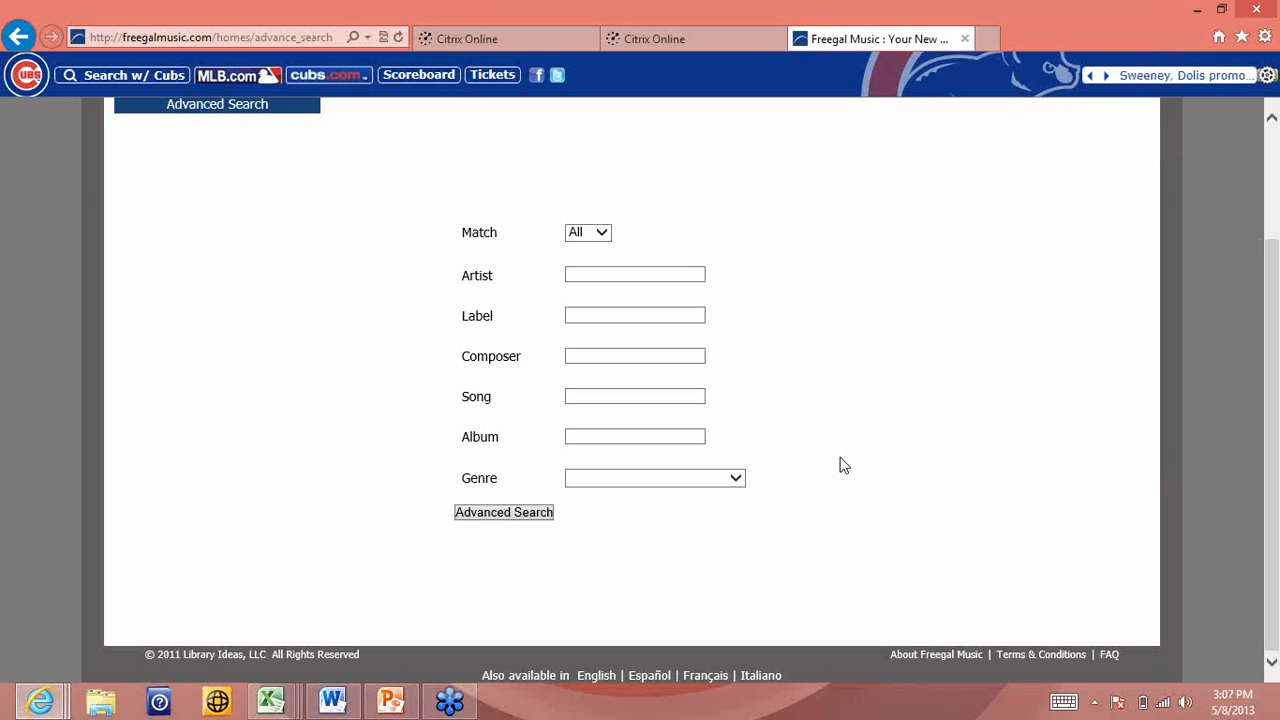 http://freegalmusic.com/homes/advance_search
Citrix Online
Citrix Online
Freegal Music : Your New ...
CUBS
Search w/ Cubs
MLB.com
cubs.com
Scoreboard
Tickets
Sweeney, Dolis promo...
Advanced Search
Match All
Artist
Label
Composer
Song
Album
Genre
Advanced Search
© 2011 Library Ideas, LLC All Rights Reserved
About Freegal Music | Terms & Conditions | FAQ
Also available in English | Español | Français | Italiano
3:07 PM
5/8/2013